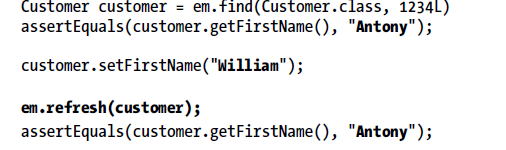 Customer customer = em.find(Customer.class, 1234L)
assertEquals(customer.getFirstName(), "Antony");
customer.setFirstName("William");
em.refresh(customer);
assertEquals(customer.getFirstName(), "Antony");